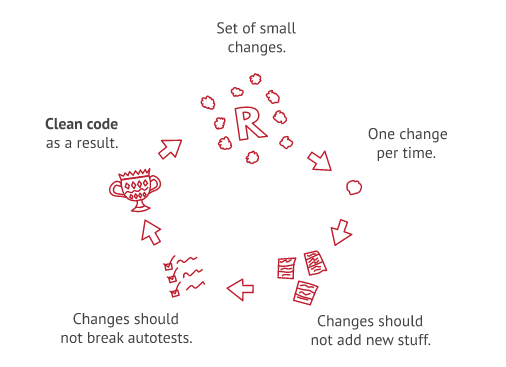 Set of small
changes.
R
Clean code
as a result.
One change
per time.
Changes should
not break autotests.
Changes should
not add new stuff.